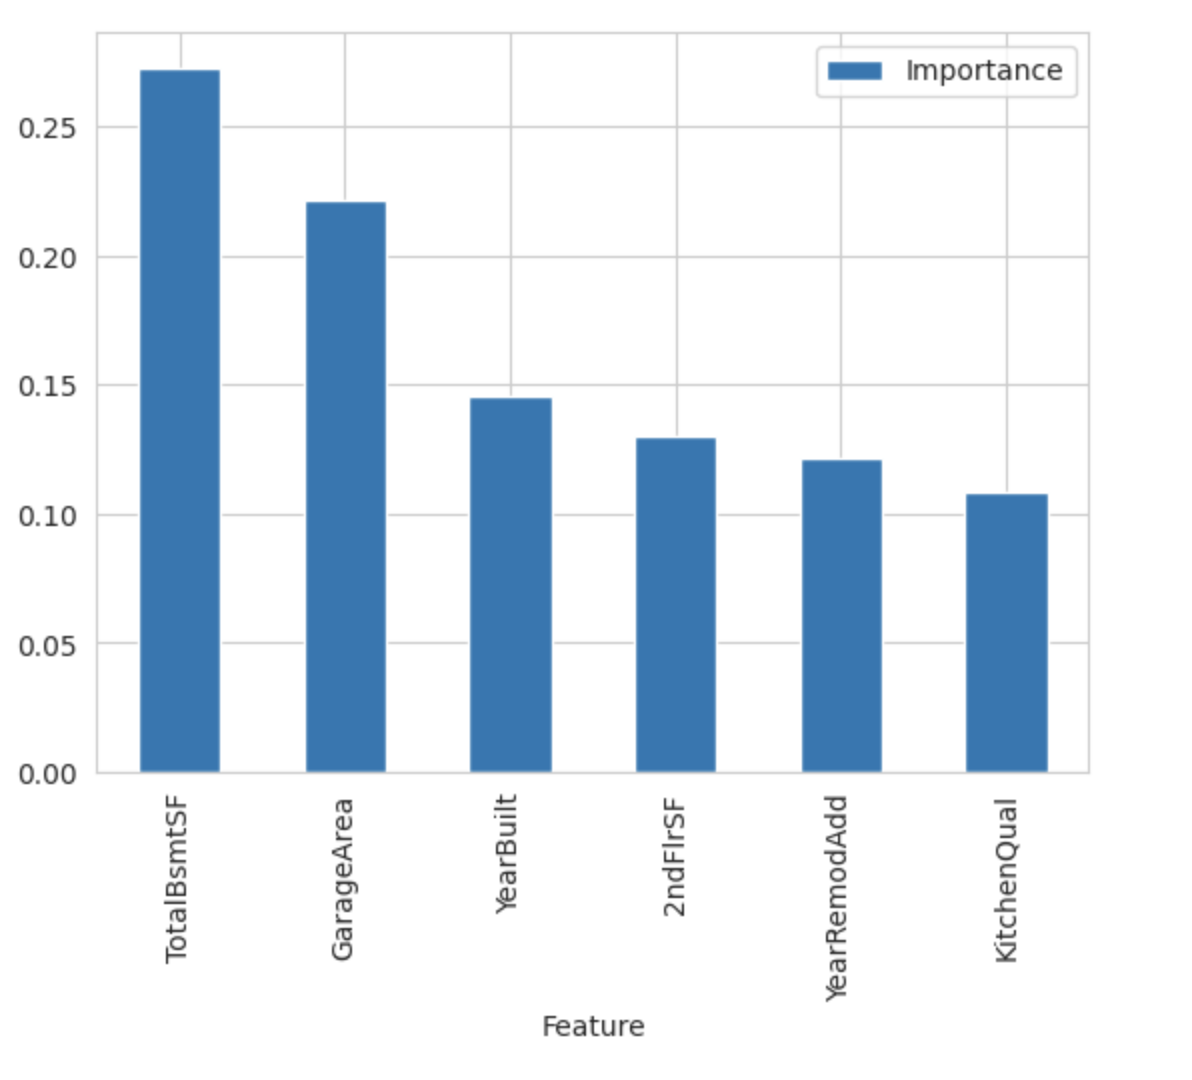 Importance
0.25
0.20
0.15
0.10
0.05
0.00
TotalBsmtSF
GarageArea
YearBuilt
2ndFlrSF
YearRemodAdd
KitchenQual
Feature